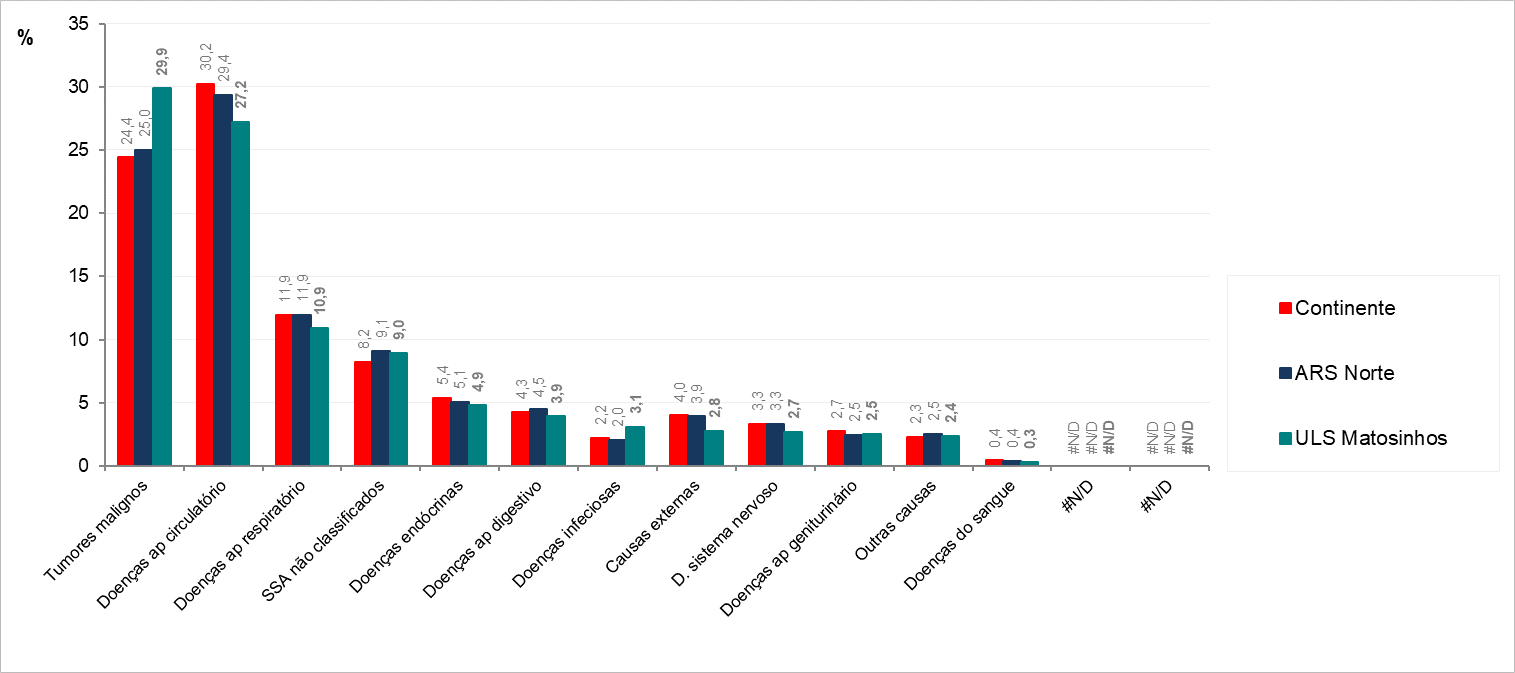 %
35
30
25
20
15
10
5
0
24,4
25,0
29,9
30,2
29,4
27,2
11,9
11,9
10,9
8,2
9,1
9,0
5,4
5,1
4,9
4,3
4,5
3,9
2,2
2,0
3,1
4,0
3,9
2,8
3,3
3,3
2,7
2,7
2,5
2,5
2,3
2,5
2,4
0,4
0,4
0,3
#N/D
#N/D
#N/D
#N/D
#N/D
#N/D
Tumores malignos
Doenças ap circulatório
Doenças ap respiratório
SSA não classificados
Doenças endócrinas
Doenças ap digestivo
Doenças infeciosas
Causas externas
D. sistema nervoso
Doenças ap geniturinário
Outras causas
Doenças do sangue
#N/D
#N/D
Continente
ARS Norte
ULS Matosinhos